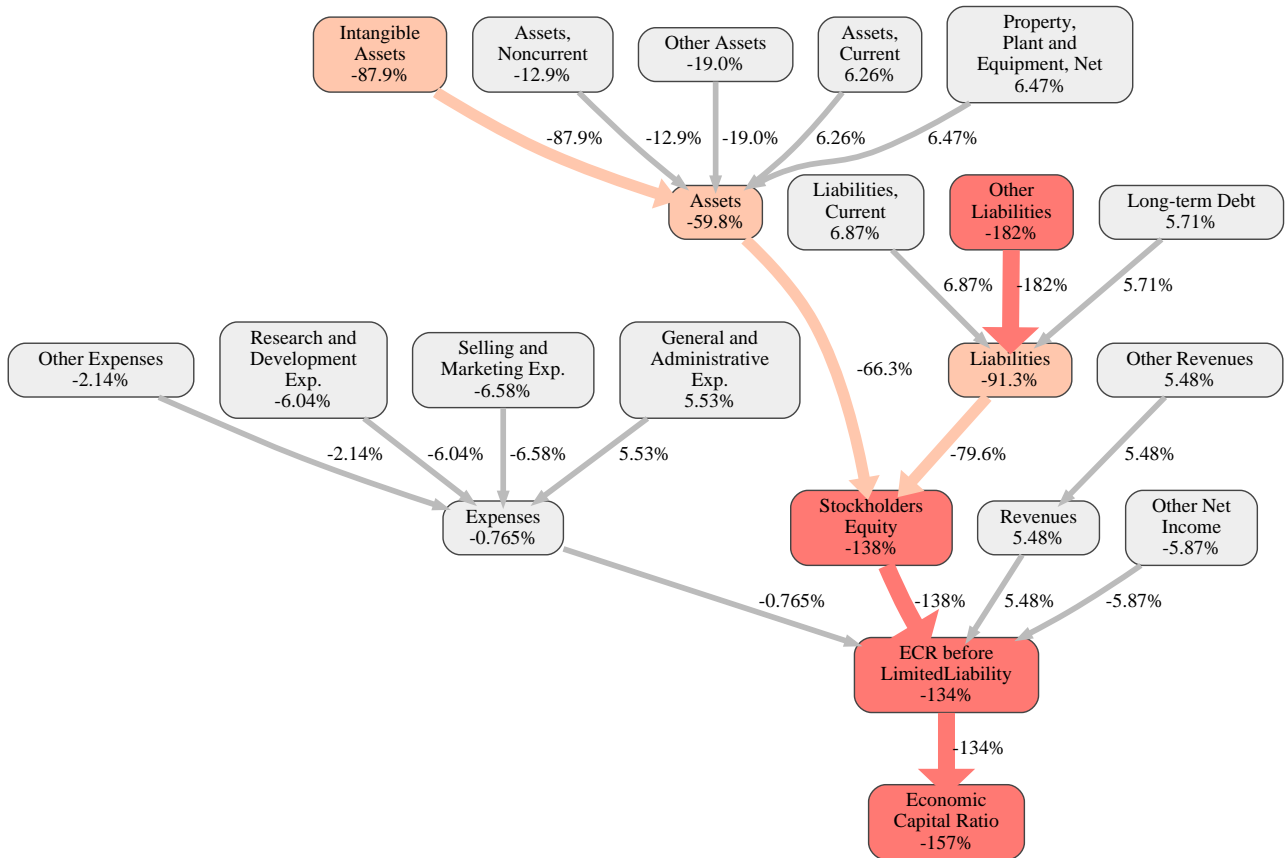 Intangible
Assets
-87.9%
Assets,
Noncurrent
-12.9%
Other Assets
-19.0%
Assets,
Current
6.26%
Property,
Plant and
Equipment, Net
6.47%
-87.9%
-12.9%
-19.0%
6.26%
6.47%
Assets
-59.8%
Liabilities,
Current
6.87%
Other
Liabilities
-182%
Long-term Debt
5.71%
6.87%
-182%
5.71%
Other Expenses
-2.14%
Research and
Development
Exp.
-6.04%
Selling and
Marketing Exp.
-6.58%
General and
Administrative
Exp.
5.53%
-66.3%
Liabilities
-91.3%
Other Revenues
5.48%
-2.14%
-6.04%
-6.58%
5.53%
-79.6%
5.48%
Expenses
-0.765%
Stockholders
Equity
-138%
Revenues
5.48%
Other Net
Income
-5.87%
-0.765%
-138%
5.48%
-5.87%
ECR before
LimitedLiability
-134%
-134%
Economic
Capital Ratio
-157%